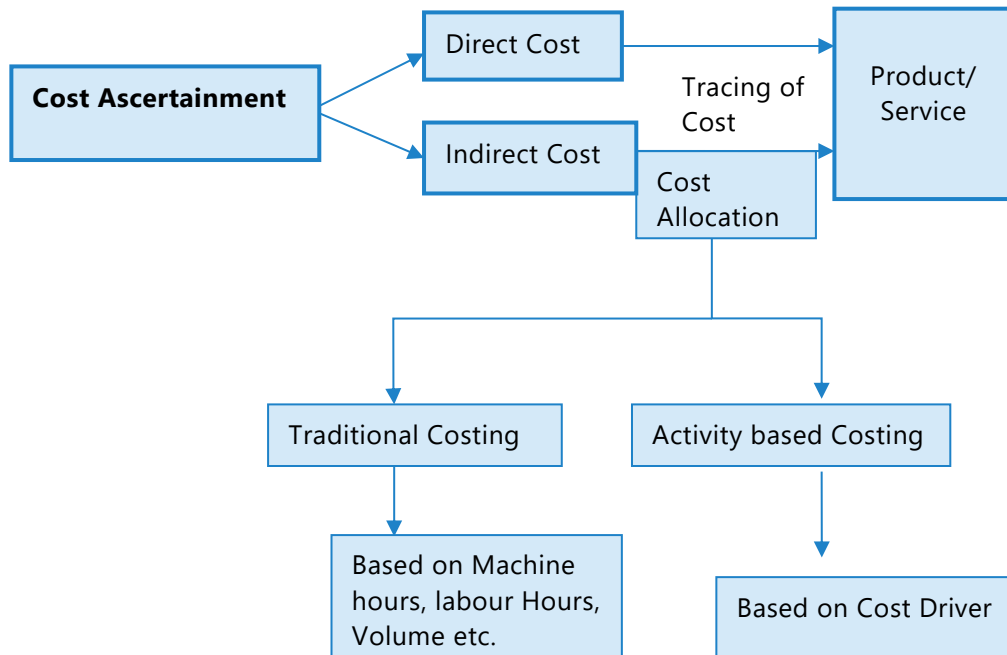 Direct Cost
Cost Ascertainment
Tracing of
Cost
Product/
Service
Indirect Cost
Cost
Allocation
Traditional Costing
Activity based Costing
Based on Machine
hours, labour Hours,
Volume etc.
Based on Cost Driver